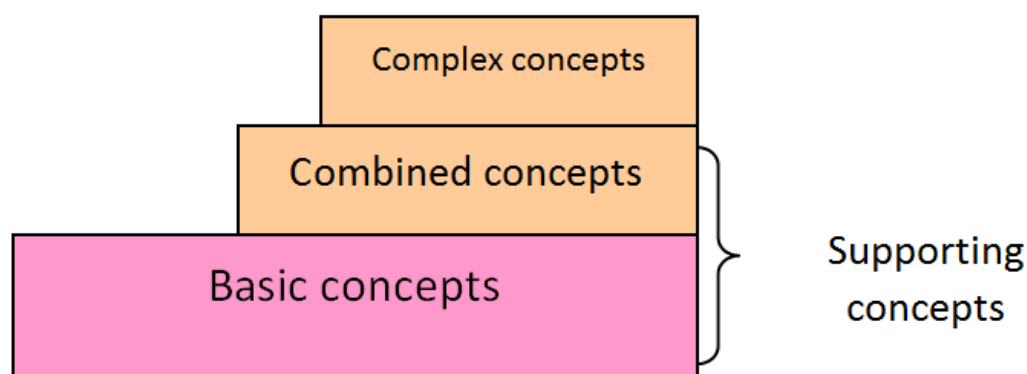 Complex concepts
Combined concepts
Basic concepts
Supporting
concepts